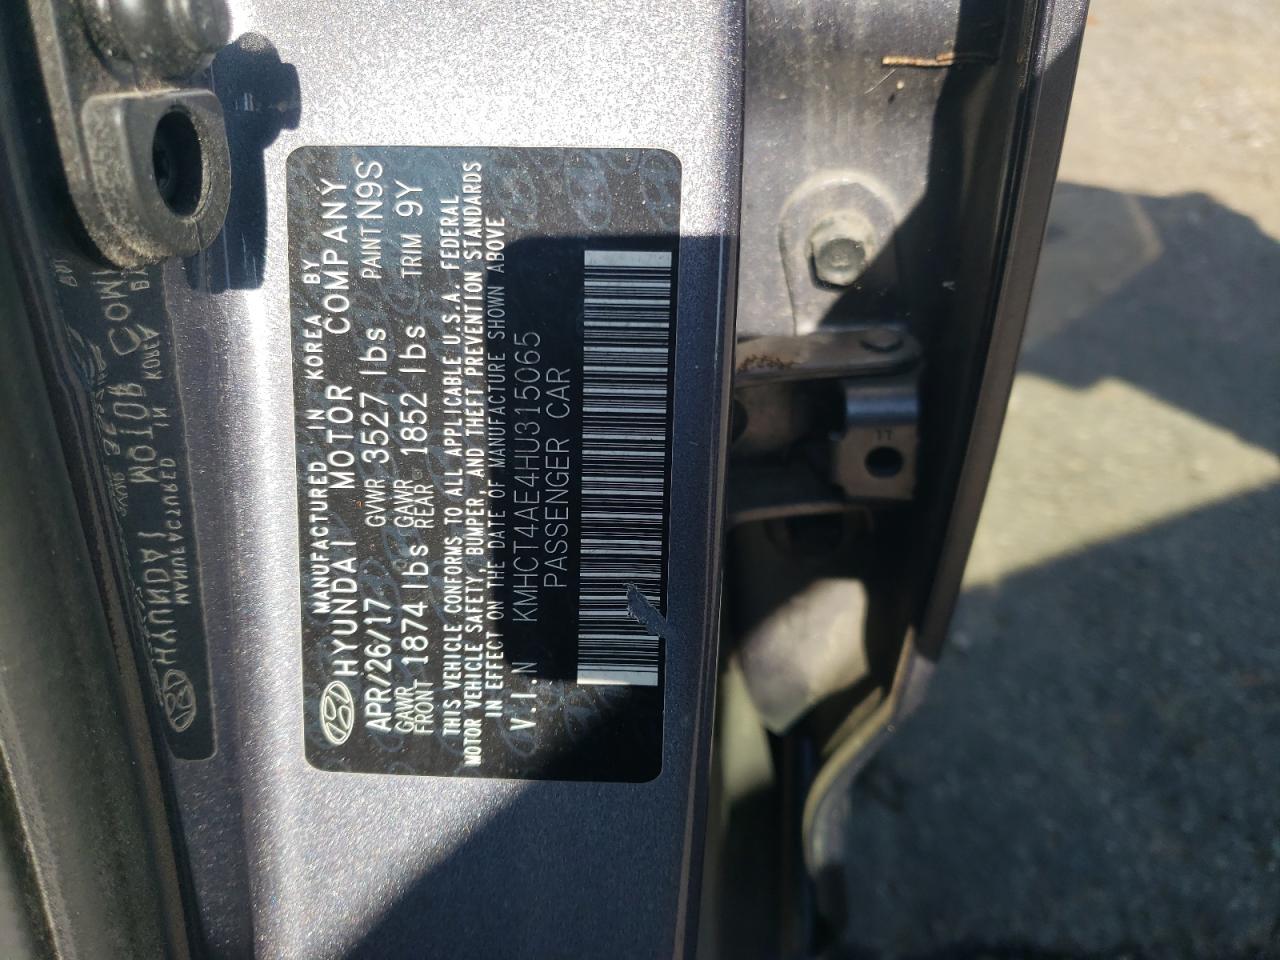 MANUFACTURED IN KOREA BY
HYUNDAI MOTOR COMPANY
APR/26/17 GVWR 3527 lbs PAINT N9S
GAWR FRONT 1874 lbs GAWR REAR 1852 lbs TRIM 9Y
THIS VEHICLE CONFORMS TO ALL APPLICABLE U.S.A. FEDERAL
MOTOR VEHICLE SAFETY, BUMPER, AND THEFT PREVENTION STANDARDS
IN EFFECT ON THE DATE OF MANUFACTURE SHOWN ABOVE
V.I.N KMHCT4AE4HU315065
PASSENGER CAR